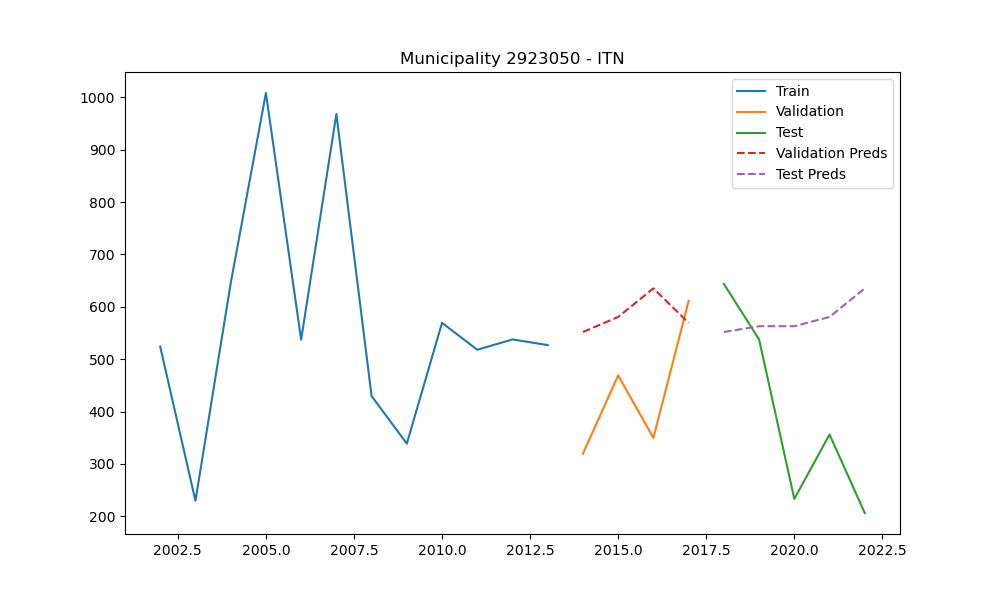 Municipality 2923050 - ITN
Train
Validation
Test
Validation Preds
Test Preds
1000
900
800
700
600
500
400
300
200
2002.5 2005.0 2007.5 2010.0 2012.5 2015.0 2017.5 2020.0 2022.5